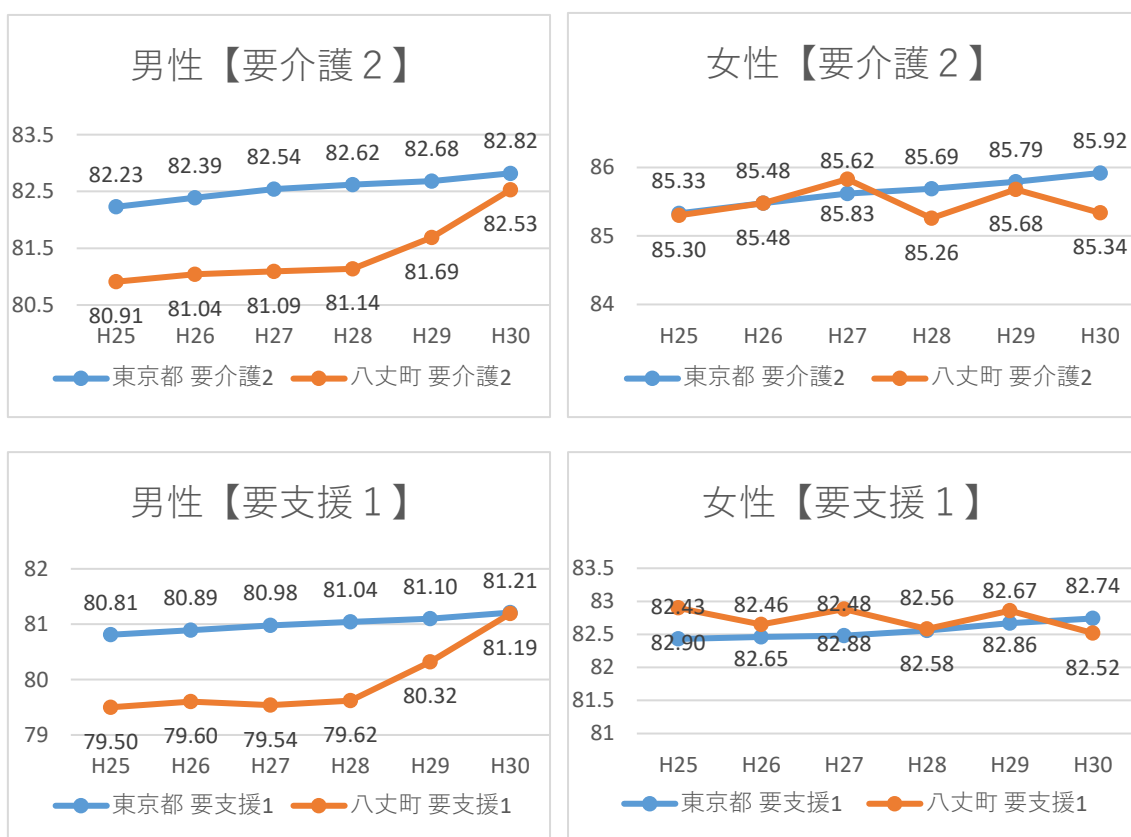 男性【要介護２】
83.5
82.5
81.5
80.5
82.23 82.39 82.54 82.62 82.68 82.82
80.91 81.04 81.09 81.14 81.69 82.53
H25 H26 H27 H28 H29 H30
東京都 要介護2 八丈町 要介護2
女性【要介護２】
86
85
84
85.33 85.48 85.62 85.69 85.79 85.92
85.30 85.48 85.83 85.26 85.68 85.34
H25 H26 H27 H28 H29 H30
東京都 要介護2 八丈町 要介護2
男性【要支援１】
82
81
80
79
80.81 80.89 80.98 81.04 81.10 81.21
79.50 79.60 79.54 79.62 80.32 81.19
H25 H26 H27 H28 H29 H30
東京都 要支援1 八丈町 要支援1
女性【要支援１】
83.5
83
82.5
82
81.5
81
82.43 82.46 82.48 82.56 82.67 82.74
82.90 82.65 82.88 82.58 82.86 82.52
H25 H26 H27 H28 H29 H30
東京都 要支援1 八丈町 要支援1